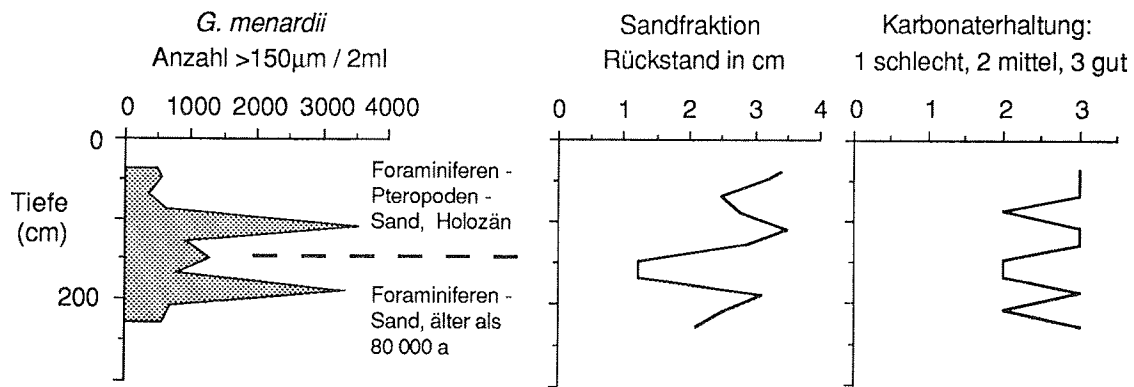 G. menardii
Anzahl >150µm / 2ml
0 1000 2000 3000 4000
0
Tiefe
(cm)
200
Foraminiferen -
Pteropoden -
Sand, Holozän
Foraminiferen -
Sand, älter als
80 000 a
Sandfraktion
Rückstand in cm
0 1 2 3 4
Karbonaterhaltung:
1 schlecht, 2 mittel, 3 gut
1 2 3